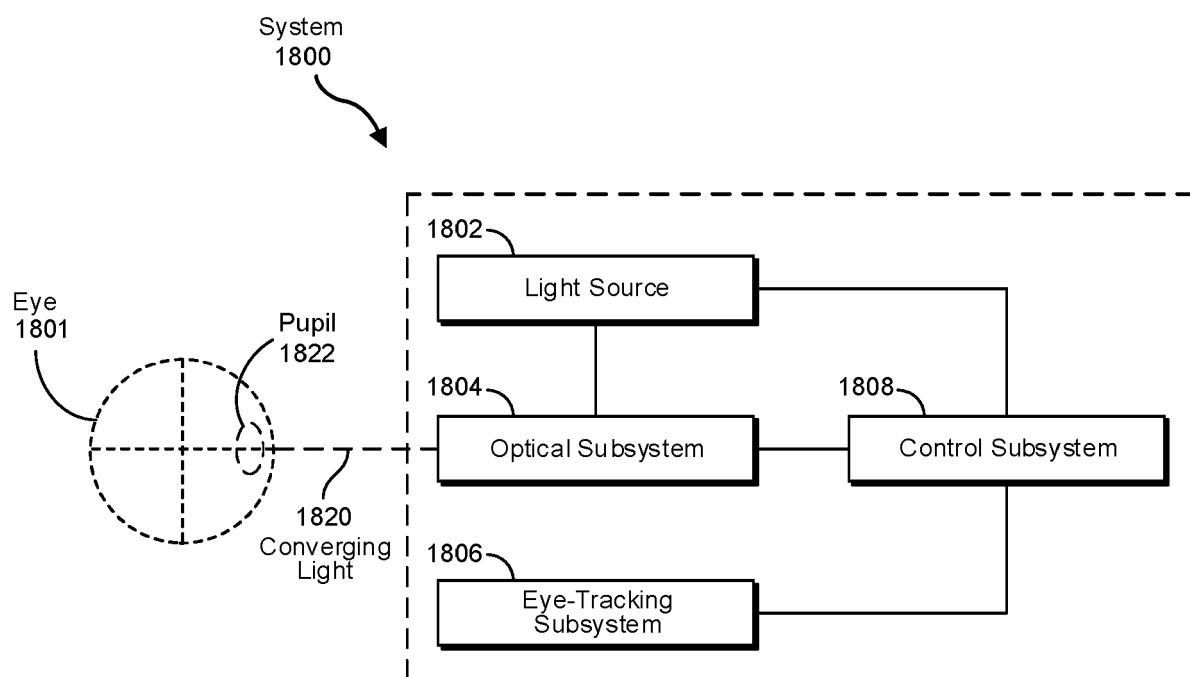 System
1800
1802
Light Source
Eye
1801
Pupil
1822
1804
Optical Subsystem
1808
Control Subsystem
1820
Converging
Light
1806
Eye-Tracking
Subsystem